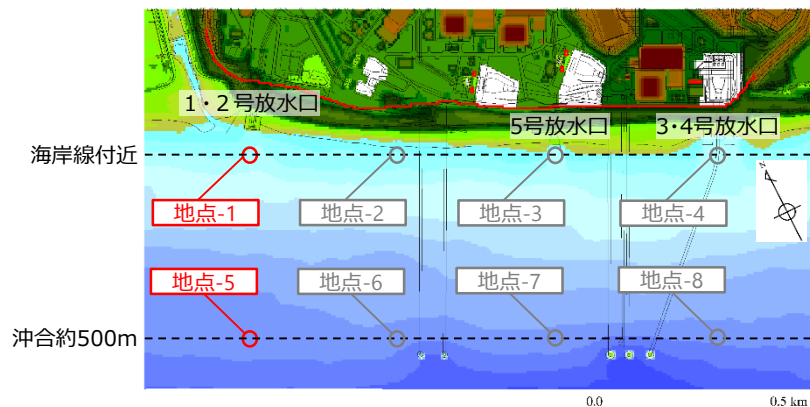 1・2号放水口
5号放水口
3・4号放水口
海岸線付近
地点-1
地点-2
地点-3
地点-4
N
地点-5
地点-6
地点-7
地点-8
沖合約500m
0.0
0.5 km